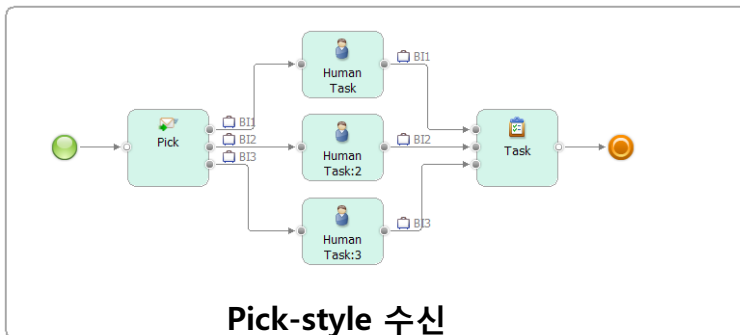 BI1
Human
Task
BI1
Pick
BI2
BI3
Human
Task:2
BI2
Task
Human
Task:3
BI3
Pick-style 수신